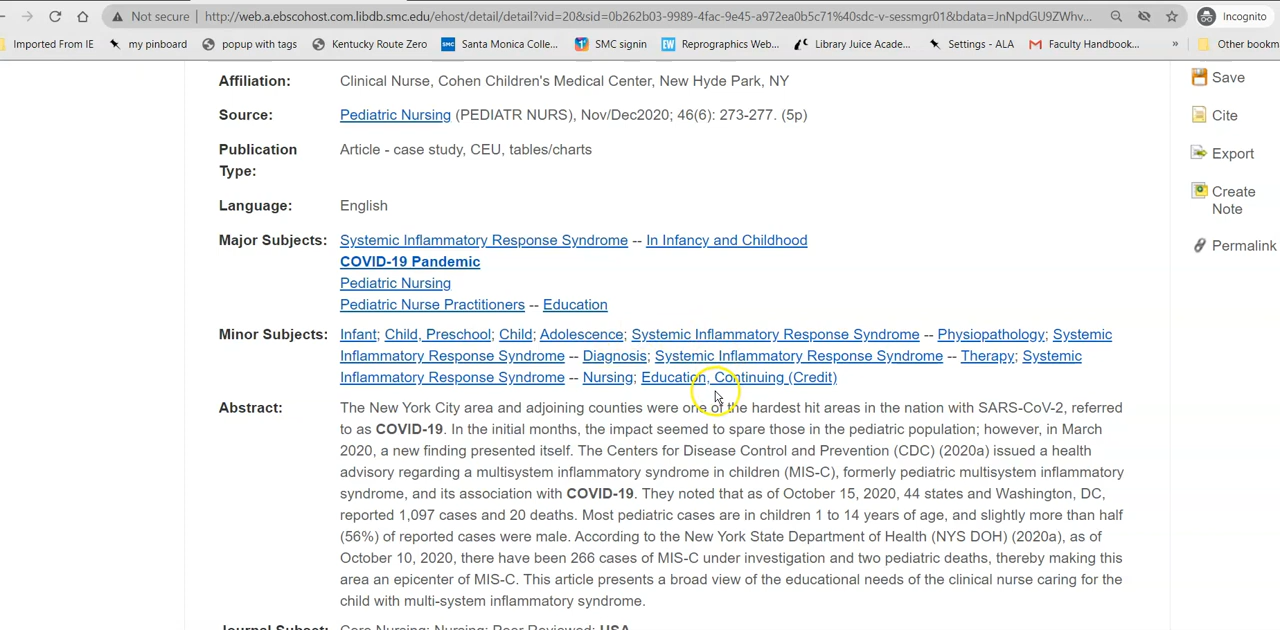 Not secure | http://web.a.ebscohost.com.libdb.smc.edu/ehost/detail/detail?vid=20&sid=0b262b03-9989-4fac-9e45-a972ea0b5c71%40sdc-v-sessmgr01&bdata=JnNpdGU9ZWhv... Incognito
Imported From IE my pinboard popup with tags Kentucky Route Zero SMC Santa Monica Colle... SMC signin EW Reprographics Web... Library Juice Acade... Settings - ALA Faculty Handbook... » Other bookm
Affiliation: Clinical Nurse, Cohen Children's Medical Center, New Hyde Park, NY
Save
Source: Pediatric Nursing (PEDIATR NURS), Nov/Dec2020; 46(6): 273-277. (5p)
Cite
Publication Type: Article - case study, CEU, tables/charts
Export
Language: English
Create
Note
Major Subjects: Systemic Inflammatory Response Syndrome -- In Infancy and Childhood
Permalink
COVID-19 Pandemic
Pediatric Nursing
Pediatric Nurse Practitioners -- Education
Minor Subjects: Infant; Child, Preschool; Child; Adolescence; Systemic Inflammatory Response Syndrome -- Physiopathology; Systemic
Inflammatory Response Syndrome -- Diagnosis; Systemic Inflammatory Response Syndrome -- Therapy; Systemic
Inflammatory Response Syndrome -- Nursing; Education, Continuing (Credit)
Abstract: The New York City area and adjoining counties were one of the hardest hit areas in the nation with SARS-CoV-2, referred
to as COVID-19. In the initial months, the impact seemed to spare those in the pediatric population; however, in March
2020, a new finding presented itself. The Centers for Disease Control and Prevention (CDC) (2020a) issued a health
advisory regarding a multisystem inflammatory syndrome in children (MIS-C), formerly pediatric multisystem inflammatory
syndrome, and its association with COVID-19. They noted that as of October 15, 2020, 44 states and Washington, DC,
reported 1,097 cases and 20 deaths. Most pediatric cases are in children 1 to 14 years of age, and slightly more than half
(56%) of reported cases were male. According to the New York State Department of Health (NYS DOH) (2020a), as of
October 10, 2020, there have been 266 cases of MIS-C under investigation and two pediatric deaths, thereby making this
area an epicenter of MIS-C. This article presents a broad view of the educational needs of the clinical nurse caring for the
child with multi-system inflammatory syndrome.
Journal Subset: Core Nursing; Nursing; Peer Reviewed; USA